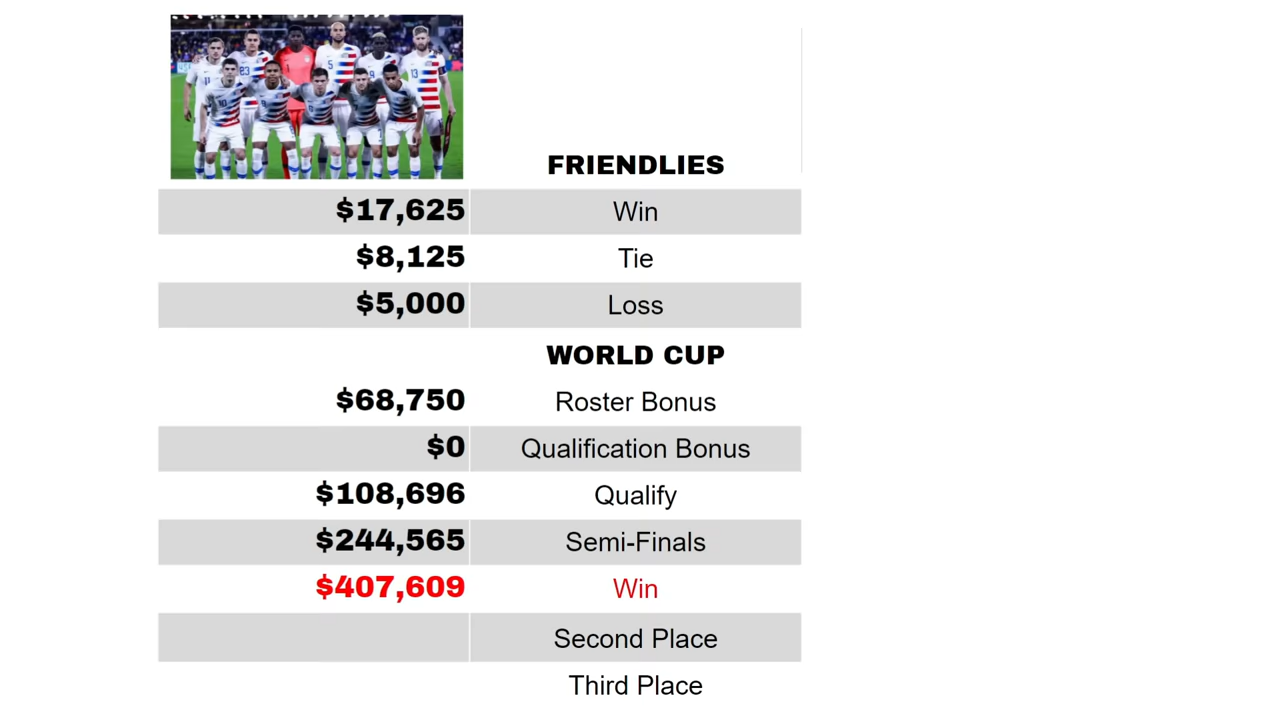 FRIENDLIES
$17,625 Win
$8,125 Tie
$5,000 Loss
WORLD CUP
$68,750 Roster Bonus
$0 Qualification Bonus
$108,696 Qualify
$244,565 Semi-Finals
$407,609 Win
Second Place
Third Place